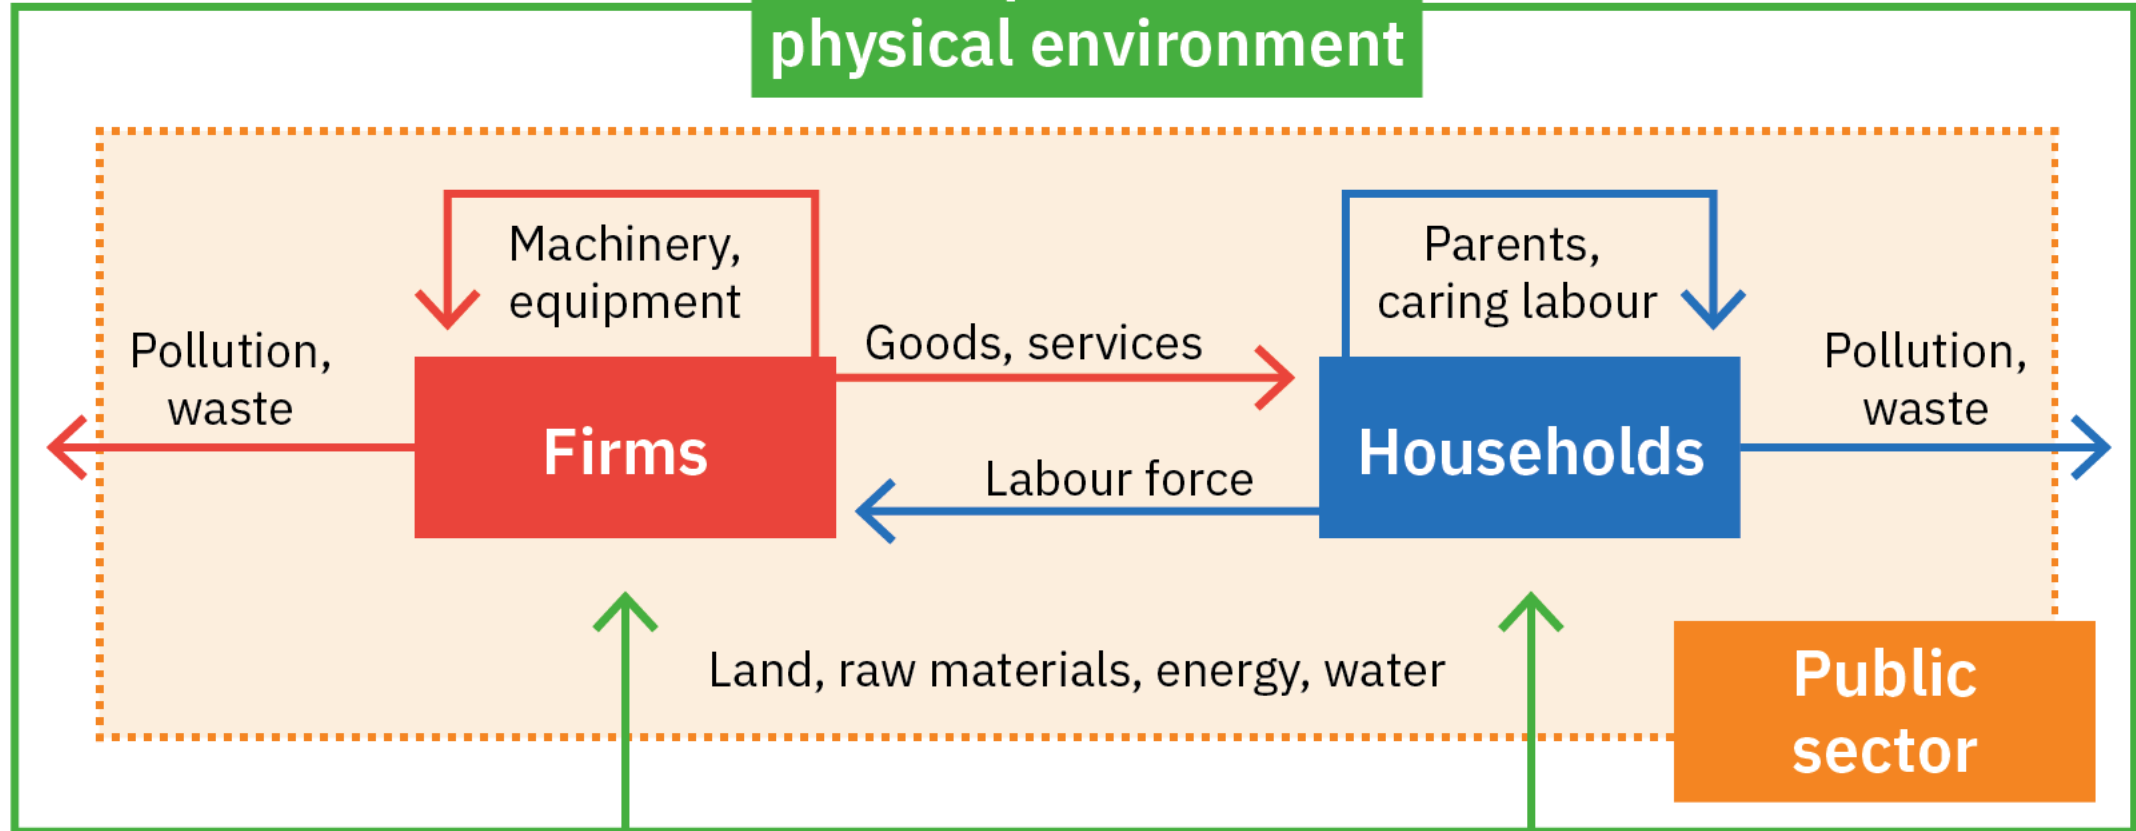 physical environment
Machinery,
equipment
Parents,
caring labour
Pollution,
waste
Goods, services
Pollution,
waste
Firms
Households
Labour force
Land, raw materials, energy, water
Public
sector